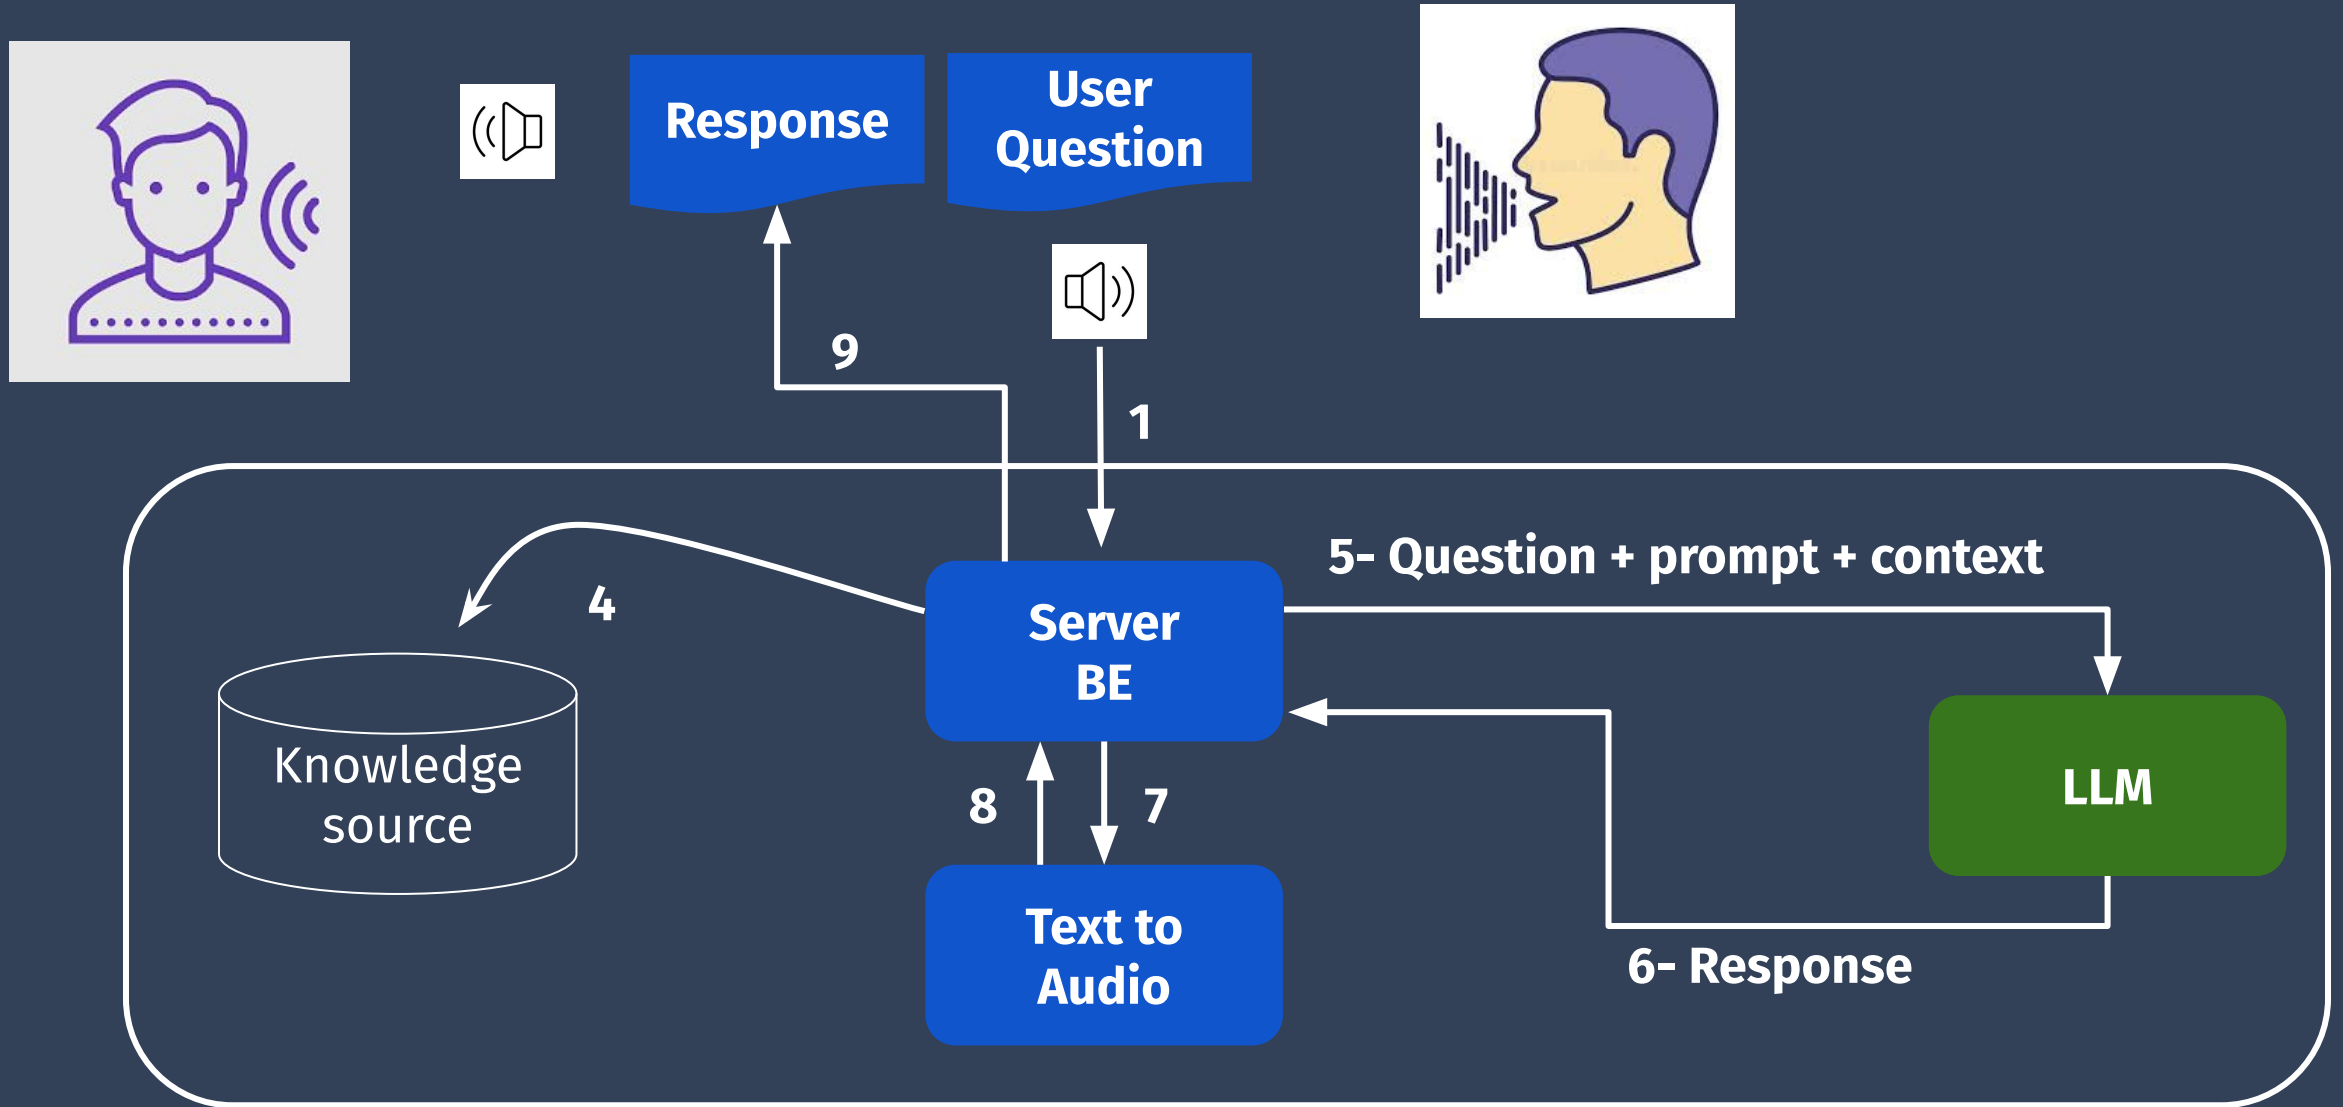 Response
User
Question
9
1
5- Question + prompt + context
4
Server
BE
Knowledge
source
8
7
LLM
Text to
Audio
6- Response